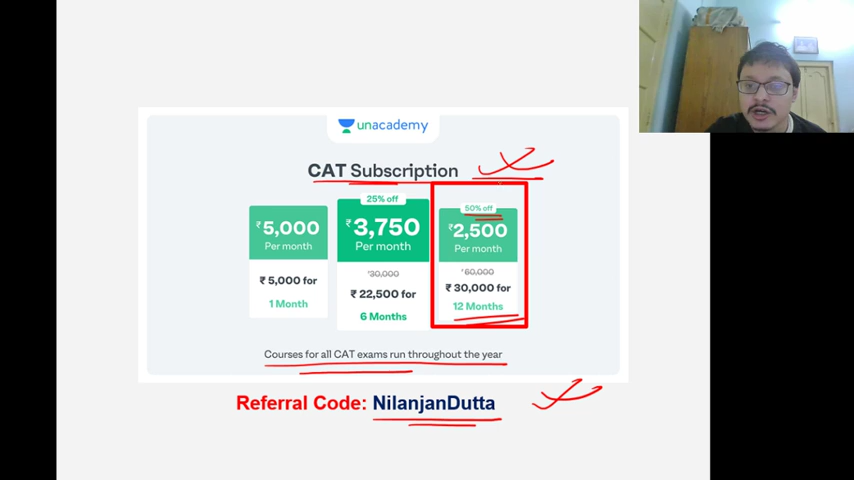 unacademy
CAT Subscription
₹5,000
Per month
₹ 5,000 for
1 Month
25% off
₹3,750
Per month
₹30,000
₹ 22,500 for
6 Months
50% off
₹2,500
Per month
₹60,000
₹ 30,000 for
12 Months
Courses for all CAT exams run throughout the year
Referral Code: NilanjanDutta